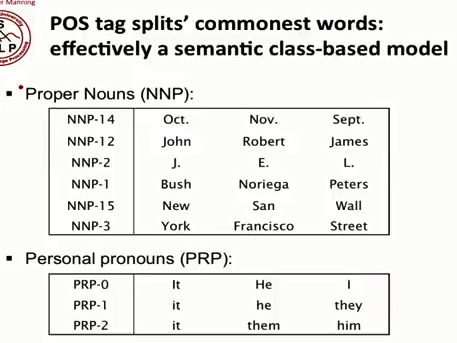 er Manning
S
L P
POS tag splits' commonest words:
effectively a semantic class-based model
▪ Proper Nouns (NNP):
NNP-14 Oct. Nov. Sept.
NNP-12 John Robert James
NNP-2 J. E. L.
NNP-1 Bush Noriega Peters
NNP-15 New San Wall
NNP-3 York Francisco Street
▪ Personal pronouns (PRP):
PRP-0 It He I
PRP-1 it he they
PRP-2 it them him